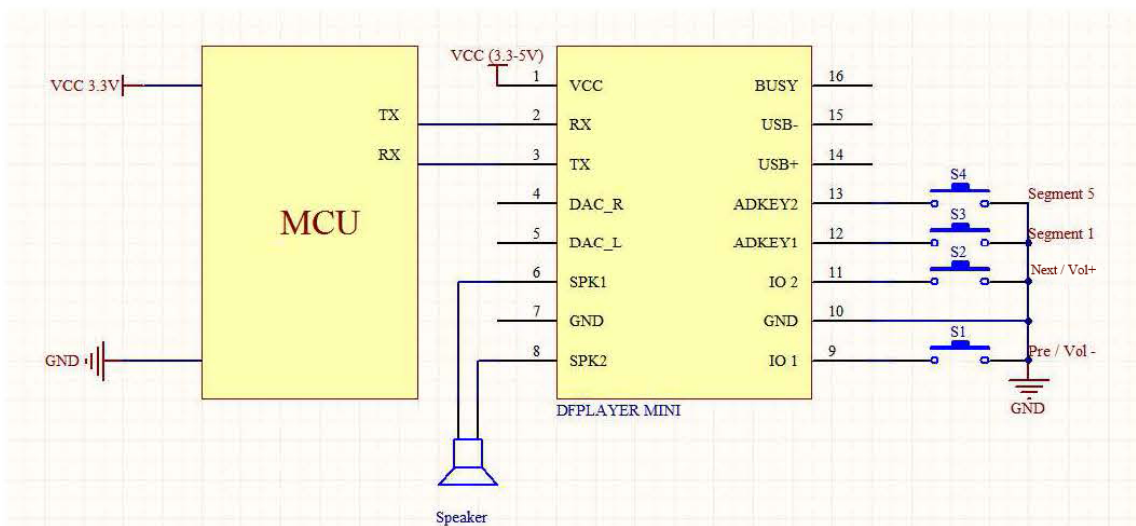 VCC 3.3V
GND
MCU
TX
RX
VCC (3.3-5V)
1 VCC
2 RX
3 TX
4 DAC_R
5 DAC_L
6 SPK1
7 GND
8 SPK2
BUSY 16
USB- 15
USB+ 14
ADKEY2 13
ADKEY1 12
IO 2 11
GND 10
IO 1 9
DFPLAYER MINI
Speaker
S4
Segment 5
S3
Segment 1
S2
Next / Vol+
S1
Pre / Vol -
GND